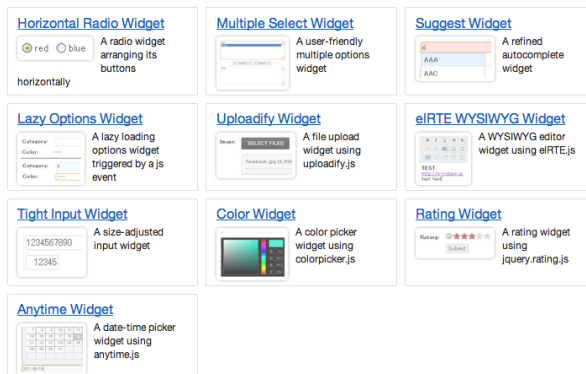 Horizontal Radio Widget
red blue
A radio widget
arranging its
buttons
horizontally
Multiple Select Widget
A user-friendly
multiple options
widget
Suggest Widget
a
AAA
AAC
A refined
autocomplete
widget
Lazy Options Widget
Category:
Color:
Category: A
Color:
A lazy loading
options widget
triggered by a js
event
Uploadify Widget
Image: SELECT FILES
A file upload
widget using
uploadify.js
elRTE WYSIWYG Widget
B I U
TEST
test test
A WYSIWYG editor
widget using elRTE.js
Tight Input Widget
1234567890
12345
A size-adjusted
input widget
Color Widget
A color picker
widget using
colorpicker.js
Rating Widget
Rating:
Submit
A rating widget
using
jquery.rating.js
Anytime Widget
A date-time picker
widget using
anytime.js